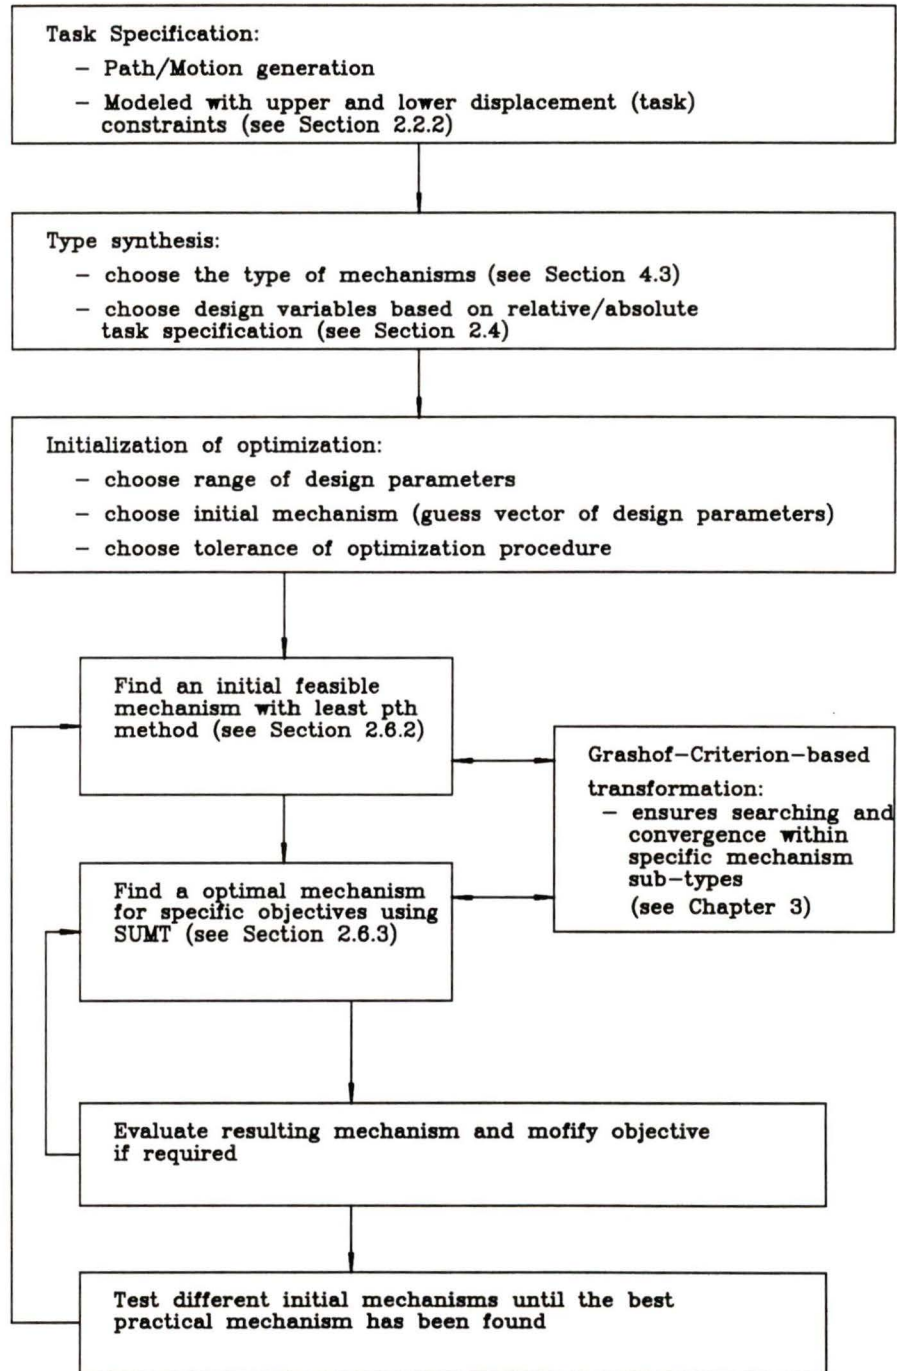 Task Specification:
− Path/Motion generation
− Modeled with upper and lower displacement (task)
constraints (see Section 2.2.2)
Type synthesis:
− choose the type of mechanisms (see Section 4.3)
− choose design variables based on relative/absolute
task specification (see Section 2.4)
Initialization of optimization:
− choose range of design parameters
− choose initial mechanism (guess vector of design parameters)
− choose tolerance of optimization procedure
Find an initial feasible
mechanism with least pth
method (see Section 2.6.2)
Grashof−Criterion−based
transformation:
− ensures searching and
convergence within
specific mechanism
sub−types
(see Chapter 3)
Find a optimal mechanism
for specific objectives using
SUMT (see Section 2.6.3)
Evaluate resulting mechanism and mofify objective
if required
Test different initial mechanisms until the best
practical mechanism has been found